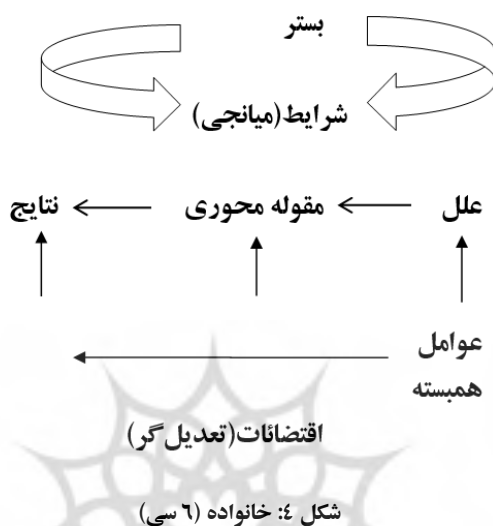 بستر
شرایط(میانجی)
علل
مقوله محوری
نتایج
عوامل
همبسته
اقتضائات(تعدیل‌گر)
شکل ٤: خانواده (٦ سی)